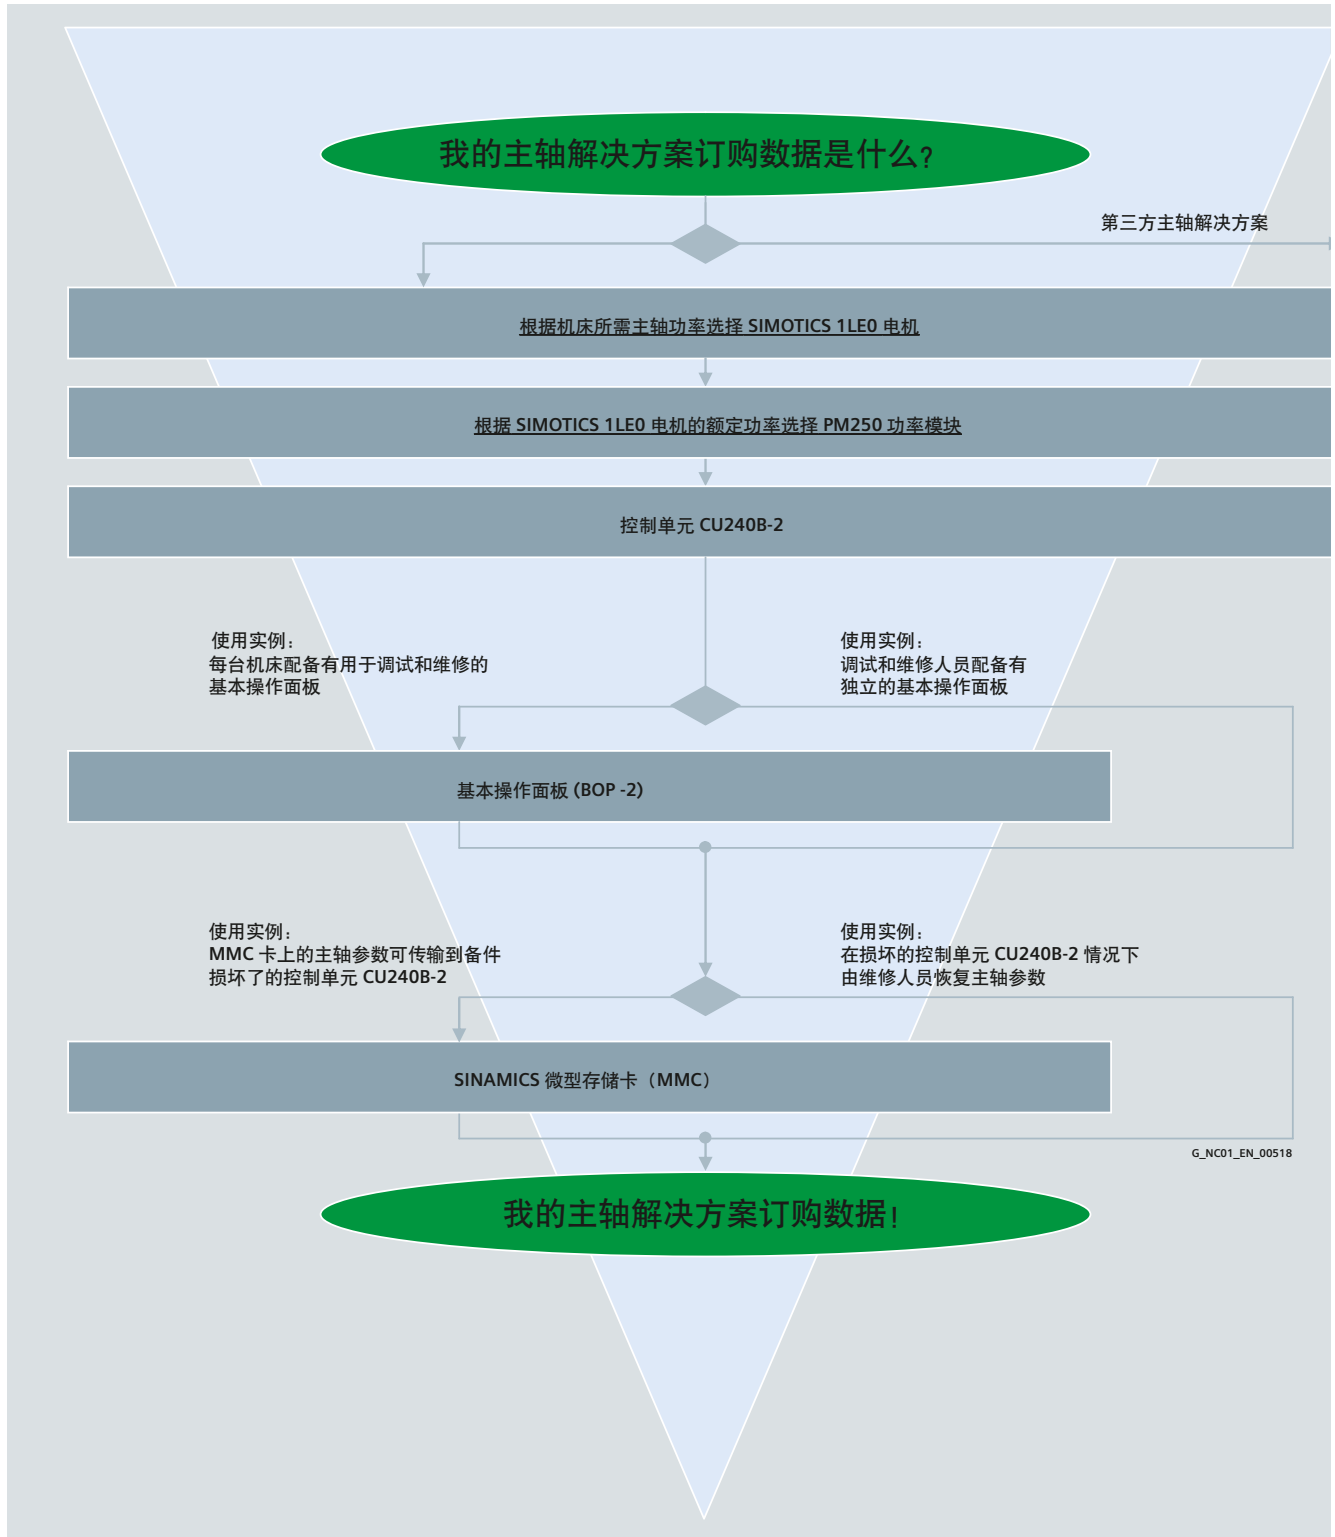 我的主轴解决方案订购数据是什么?
第三方主轴解决方案
根据机床所需主轴功率选择 SIMOTICS 1LE0 电机
根据 SIMOTICS 1LE0 电机的额定功率选择 PM250 功率模块
控制单元 CU240B-2
使用实例:
每台机床配备有用于调试和维修的
基本操作面板
使用实例:
调试和维修人员配备有
独立的基本操作面板
基本操作面板 (BOP -2)
使用实例:
MMC 卡上的主轴参数可传输到备件
损坏了的控制单元 CU240B-2
使用实例:
在损坏的控制单元 CU240B-2 情况下
由维修人员恢复主轴参数
SINAMICS 微型存储卡（MMC）
G_NC01_EN_00518
我的主轴解决方案订购数据!